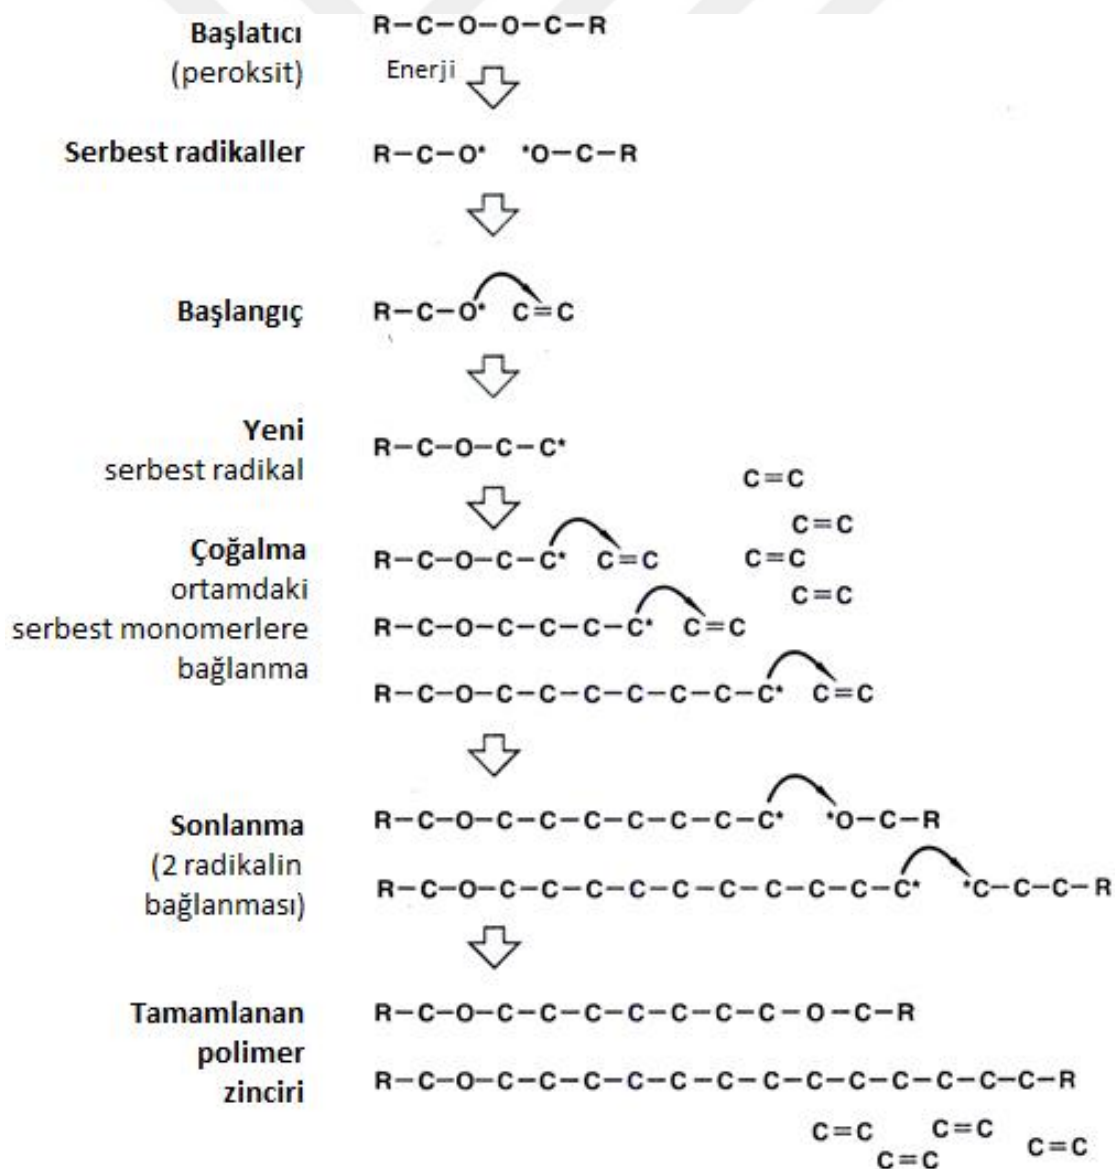 Başlatıcı R–C–O–O–C–R
(peroksit) Enerji
Serbest radikaller R–C–O* *O–C–R
Başlangıç R–C–O* C=C
Yeni R–C–O–C–C*
serbest radikal
C=C
C=C
Çoğalma R–C–O–C–C* C=C C=C
ortamdaki C=C
serbest monomerlere R–C–O–C–C–C–C* C=C
bağlanma R–C–O–C–C–C–C–C–C–C* C=C
Sonlanma R–C–O–C–C–C–C–C–C–C* *O–C–R
(2 radikalin
bağlanması) R–C–O–C–C–C–C–C–C–C–C–C–C* *C–C–C–R
Tamamlanan R–C–O–C–C–C–C–C–C–C–O–C–R
polimer
zinciri R–C–O–C–C–C–C–C–C–C–C–C–C–C–C–C–R
C=C C=C C=C
C=C